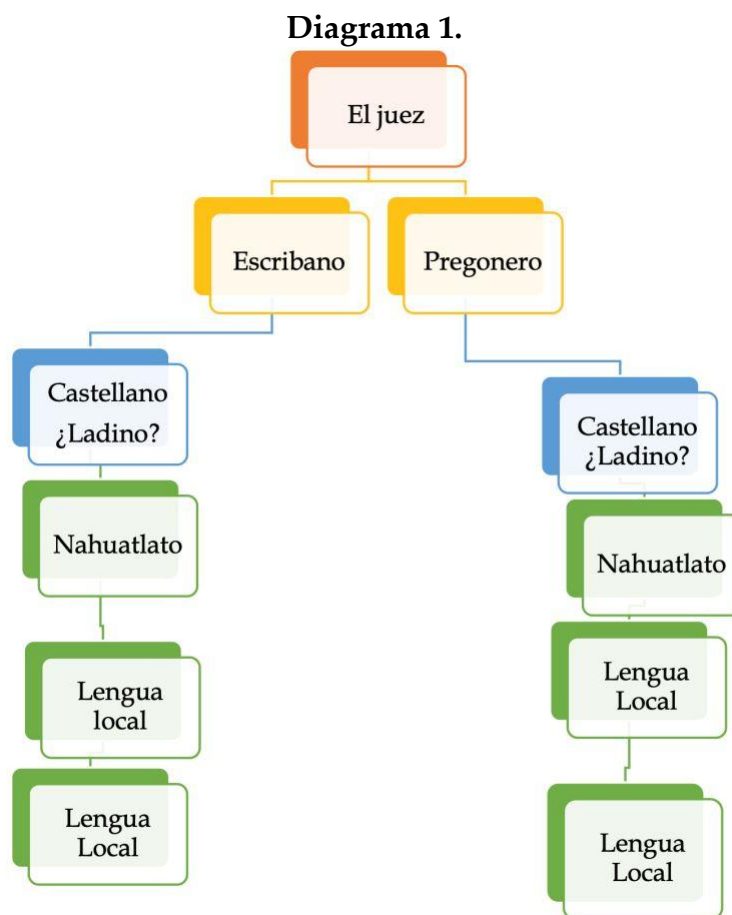 Diagrama 1.
El juez
Escribano
Pregonero
Castellano
¿Ladino?
Nahuatlato
Lengua
local
Lengua
Local
Castellano
¿Ladino?
Nahuatlato
Lengua
Local
Lengua
Local